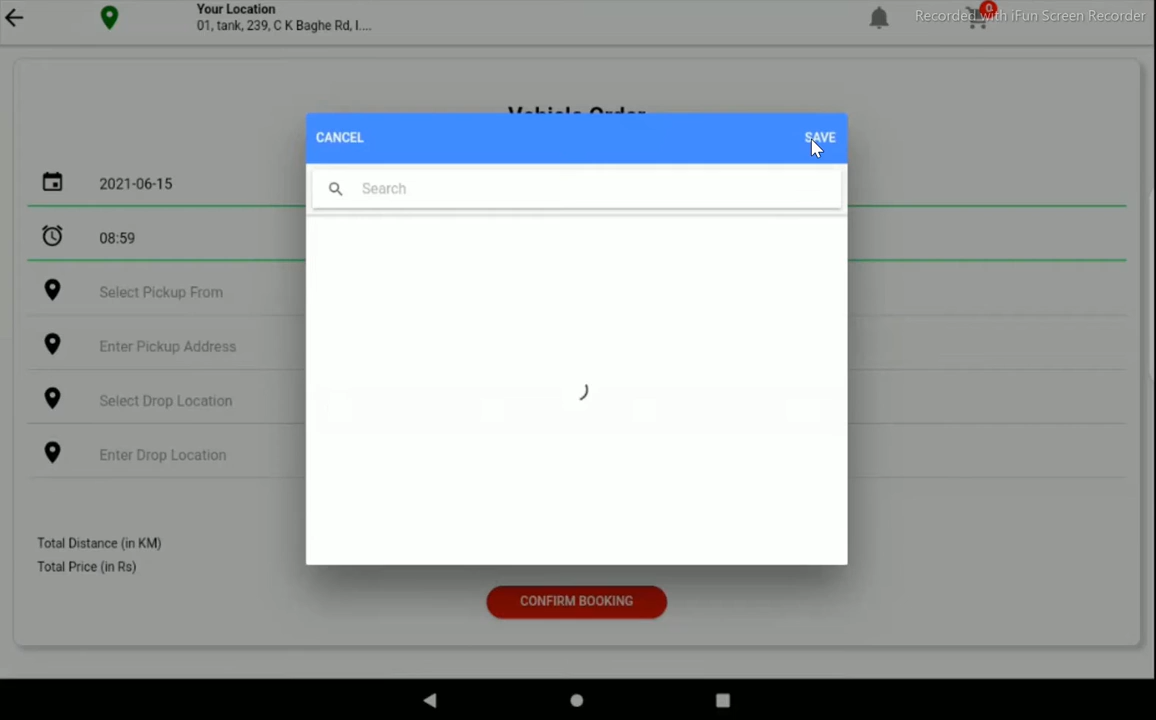 Your Location
01, tank, 239, C K Baghe Rd, I....
0
Recorded with iFun Screen Recorder
Vehicle Order
CANCEL
SAVE
Search
2021-06-15
08:59
Select Pickup From
Enter Pickup Address
Select Drop Location
Enter Drop Location
Total Distance (in KM)
Total Price (in Rs)
CONFIRM BOOKING